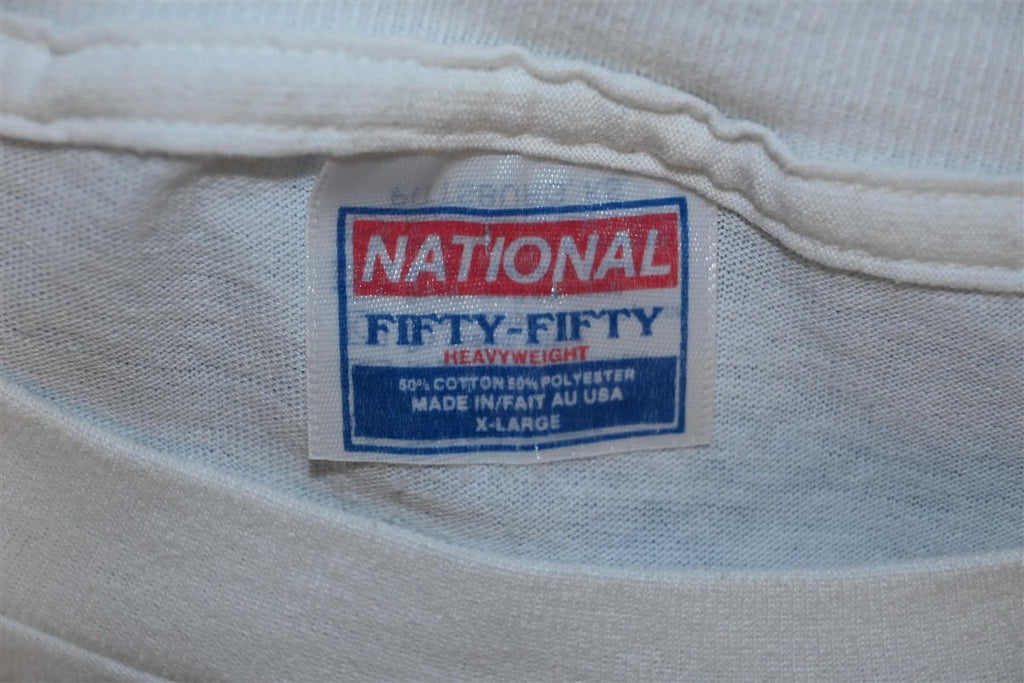 NATIONAL
FIFTY-FIFTY
HEAVYWEIGHT
50% COTTON 50% POLYESTER
MADE IN/FAIT AU USA
X-LARGE